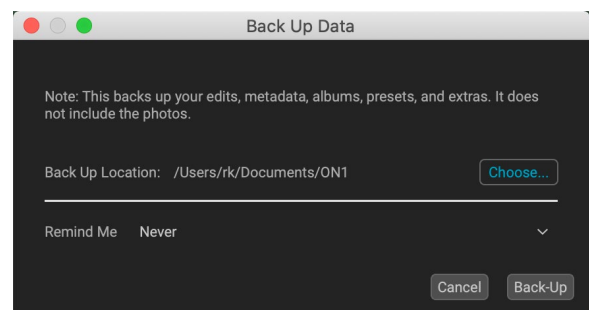 Back Up Data
Note: This backs up your edits, metadata, albums, presets, and extras. It does
not include the photos.
Back Up Location: /Users/rk/Documents/ON1 Choose...
Remind Me Never
Cancel Back-Up